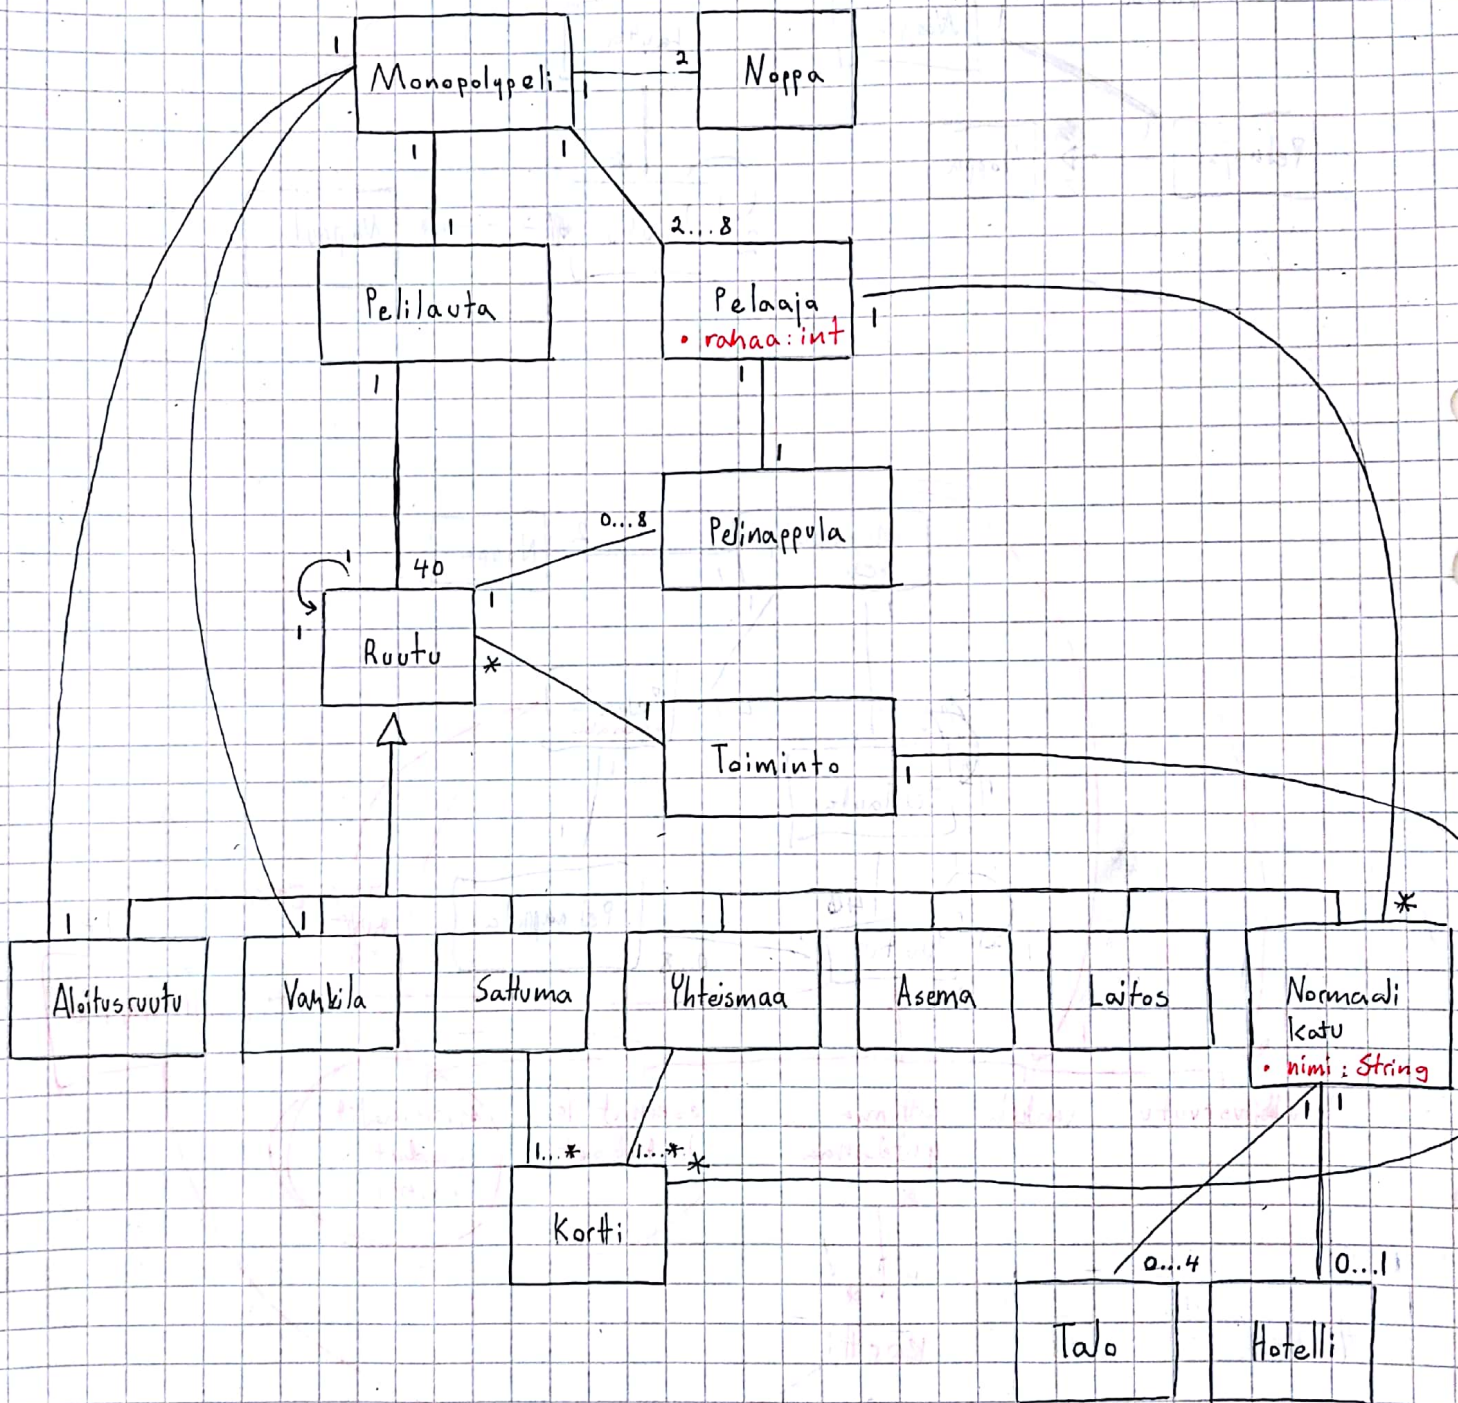 1
Monopolypeli
1
2
Noppa
1
1
1
2...8
Pelilauta
Pelaaja
• rahaa: int
1
1
1
1
0...8
Pelinappula
1
40
1
1
Ruutu
*
1
Toiminto
1
1
1
*
Aloitusruutu
Vankila
Sattuma
Yhteismaa
Asema
Laitos
Normaali
katu
• nimi: String
1
1
1...*
1...*
*
Kortti
0...4
0...1
Talo
Hotelli